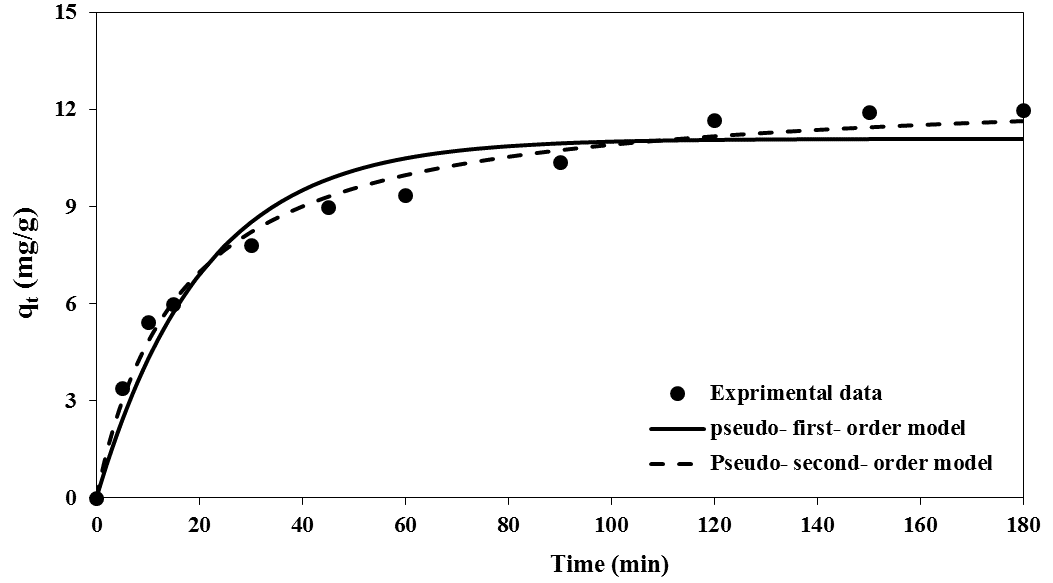 15
12
9
6
3
0
qt (mg/g)
0 20 40 60 80 100 120 140 160 180
Time (min)
Exprimental data
pseudo- first- order model
Pseudo- second- order model